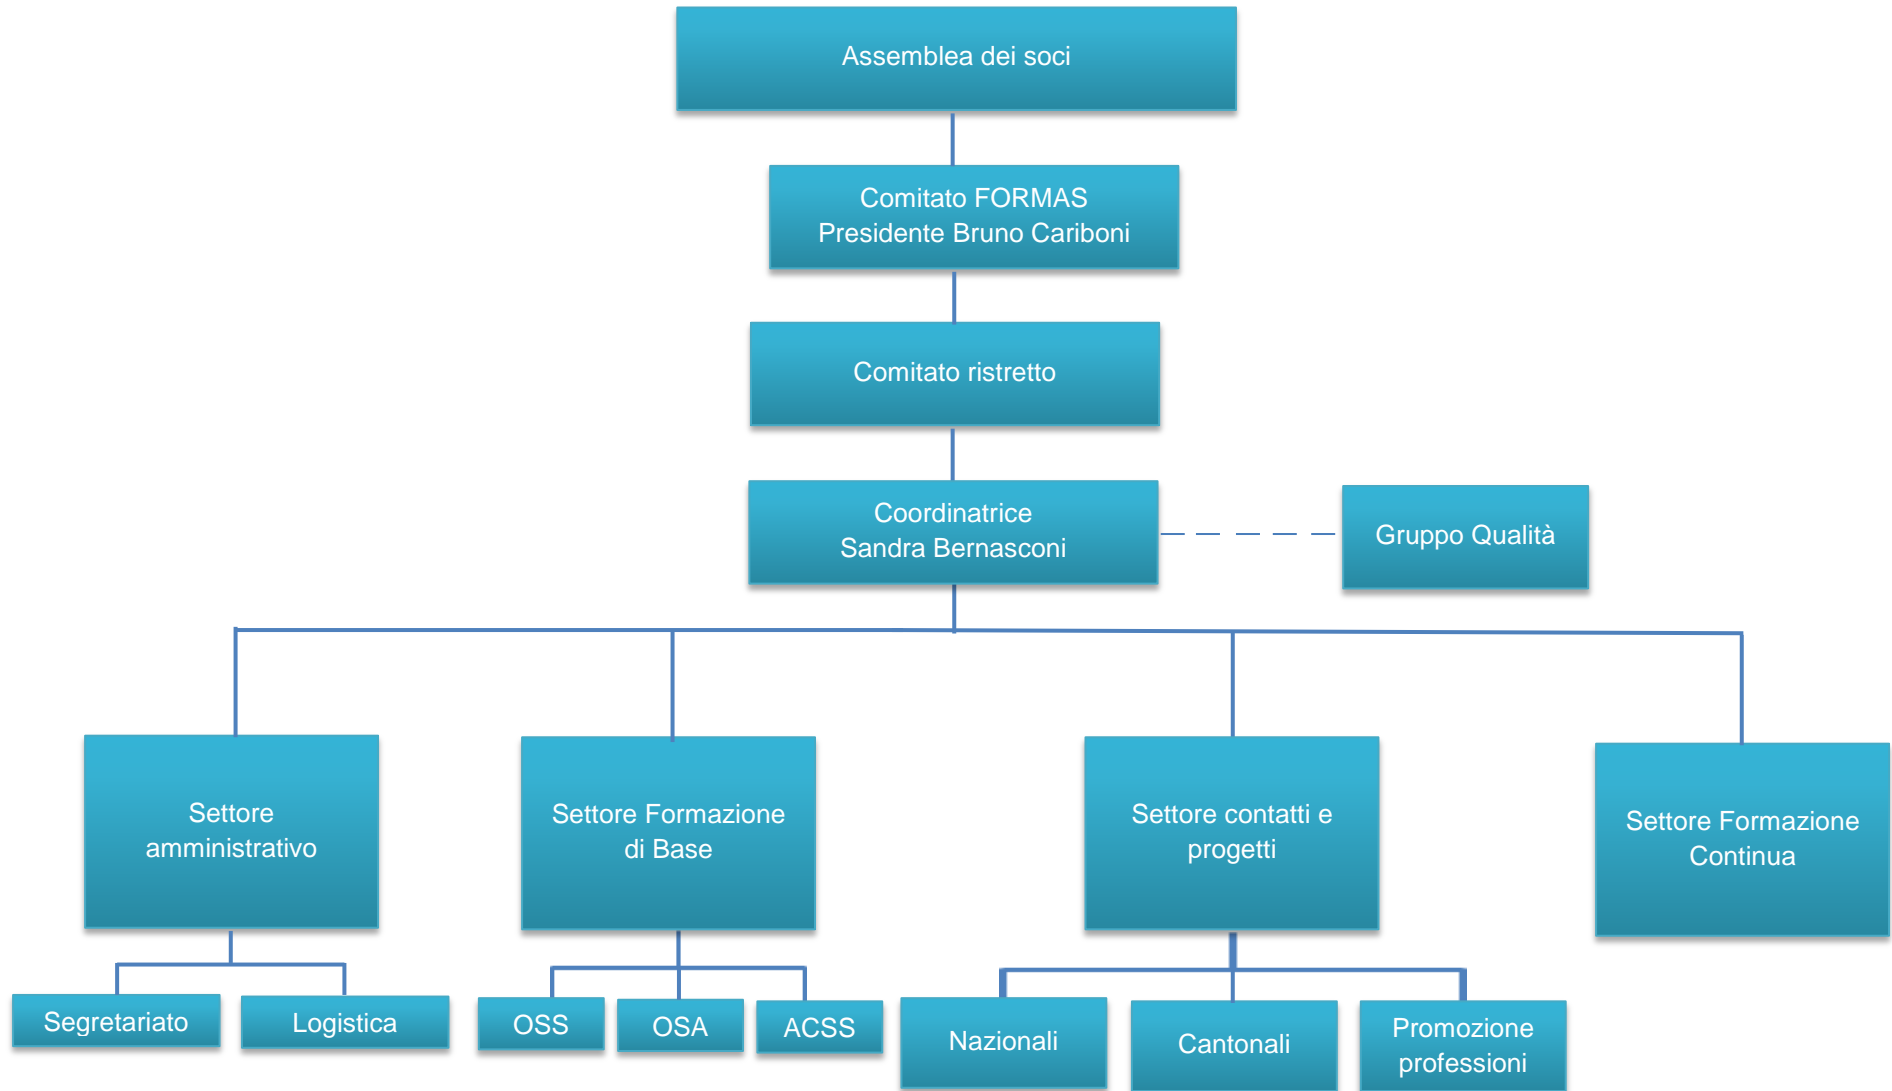 Assemblea dei soci
Comitato FORMAS
Presidente Bruno Cariboni
Comitato ristretto
Coordinatrice
Sandra Bernasconi
Gruppo Qualità
Settore
amministrativo
Settore Formazione
di Base
Settore contatti e
progetti
Settore Formazione
Continua
Segretariato
Logistica
OSS
OSA
ACSS
Nazionali
Cantonali
Promozione
professioni